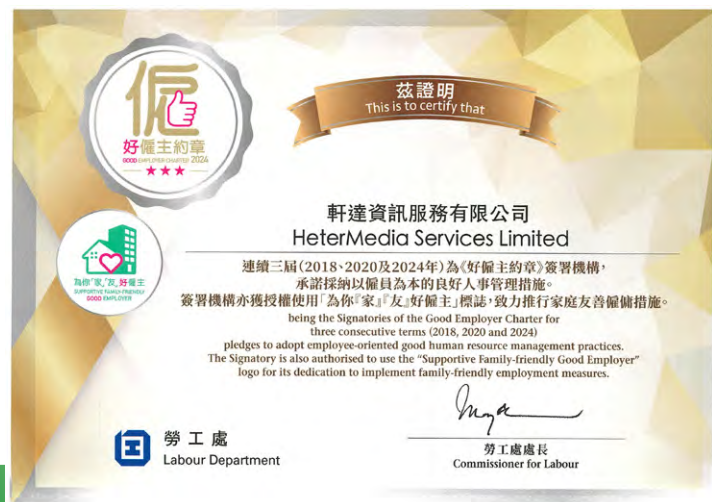 僱
好僱主約章
GOOD EMPLOYER CHARTER 2024
茲證明
This is to certify that
軒達資訊服務有限公司
HeterMedia Services Limited
為你『家』『友』好僱主
SUPPORTIVE FAMILY-FRIENDLY
GOOD EMPLOYER
連續三屆(2018、2020及2024年)為《好僱主約章》簽署機構，
承諾採納以僱員為本的良好人事管理措施。
簽署機構亦獲授權使用「為你『家』『友』好僱主」標誌，致力推行家庭友善僱傭措施。
being the Signatories of the Good Employer Charter for
three consecutive terms (2018, 2020 and 2024)
pledges to adopt employee-oriented good human resource management practices.
The Signatory is also authorised to use the “Supportive Family-friendly Good Employer”
logo for its dedication to implement family-friendly employment measures.
勞工處
Labour Department
勞工處處長
Commissioner for Labour